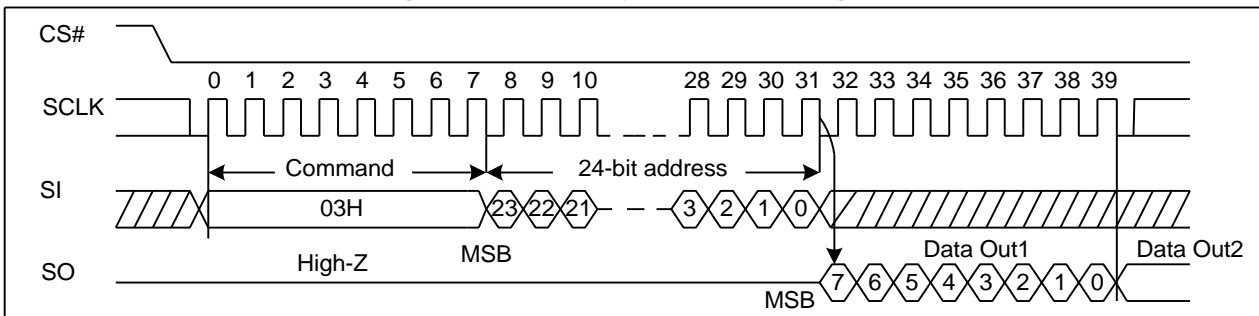 CS#
0 1 2 3 4 5 6 7 8 9 10 28 29 30 31 32 33 34 35 36 37 38 39
SCLK
Command 24-bit address
SI
03H 23 22 21 3 2 1 0
High-Z MSB Data Out1 Data Out2
SO
MSB 7 6 5 4 3 2 1 0